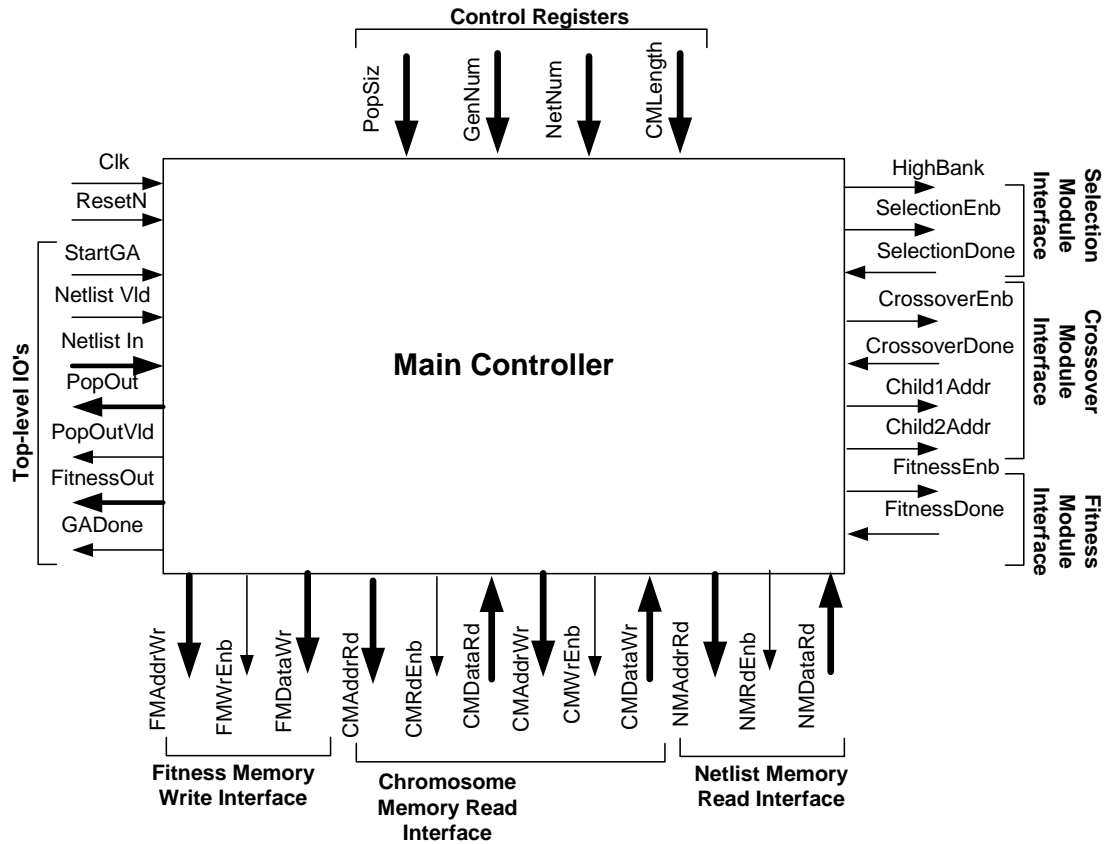 Control Registers
PopSiz
GenNum
NetNum
CMLength
Clk
ResetN
StartGA
Netlist Vld
Netlist In
PopOut
PopOutVld
FitnessOut
GADone
Top-level IO's
Main Controller
HighBank
SelectionEnb
SelectionDone
CrossoverEnb
CrossoverDone
Child1Addr
Child2Addr
FitnessEnb
FitnessDone
Selection
Module
Interface
Crossover
Module
Interface
Fitness
Module
Interface
FMAddrWr
FMWrEnb
FMDataWr
CMAddrRd
CMRdEnb
CMDataRd
CMAddrWr
CMWrEnb
CMDataWr
NMAddrRd
NMRdEnb
NMDataRd
Fitness Memory
Write Interface
Chromosome
Memory Read
Interface
Netlist Memory
Read Interface